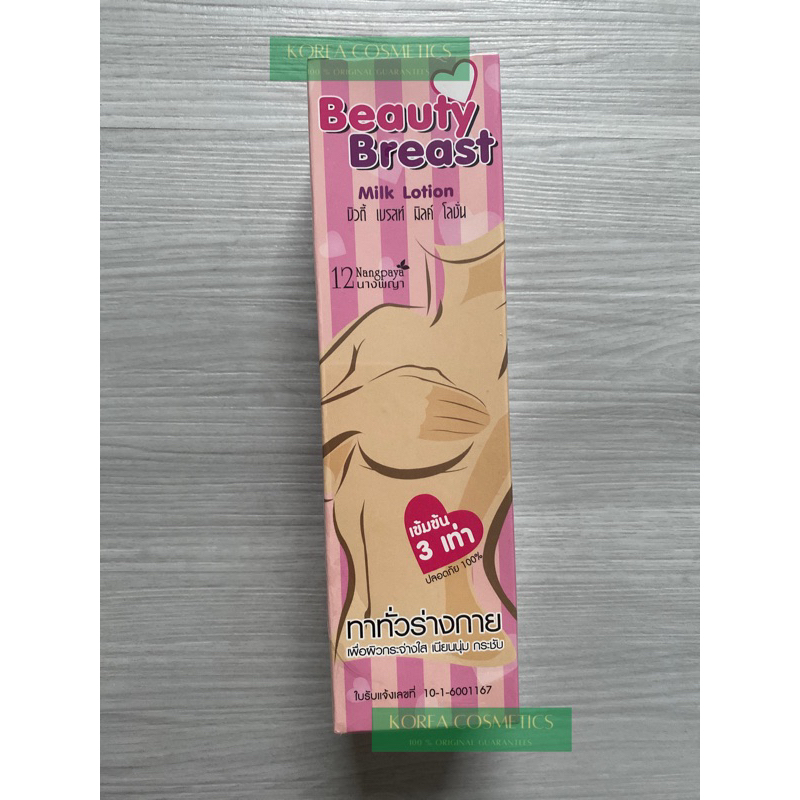 KOREA COSMETICS
100 % ORIGINAL GUARANTEES
Beauty
Breast
Milk Lotion
บิวตี้ เบรสท์ มิลค์ โลชั่น
12 Nangpaya
นางพญา
เข้มข้น
3 เท่า
ปลอดภัย 100%
ทาทั่วร่างกาย
เพื่อผิวกระจ่างใส เนียนนุ่ม กระชับ
ใบรับแจ้งเลขที่ 10-1-6001167
KOREA COSMETICS
100 % ORIGINAL GUARANTEES